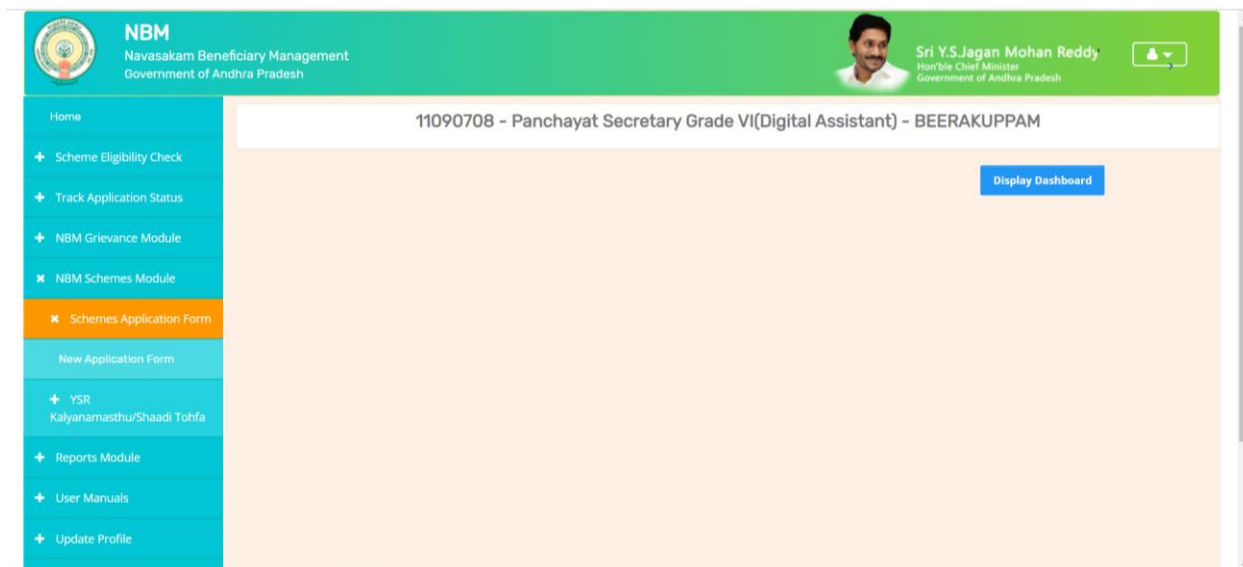 NBM
Navasakam Beneficiary Management
Government of Andhra Pradesh
Sri Y.S.Jagan Mohan Reddy
Hon'ble Chief Minister
Government of Andhra Pradesh
Home
11090708 - Panchayat Secretary Grade VI(Digital Assistant) - BEERAKUPPAM
Scheme Eligibility Check
Display Dashboard
Track Application Status
NBM Grievance Module
NBM Schemes Module
Schemes Application Form
New Application Form
YSR
Kalyanamasthu/Shaadi Tohfa
Reports Module
User Manuals
Update Profile